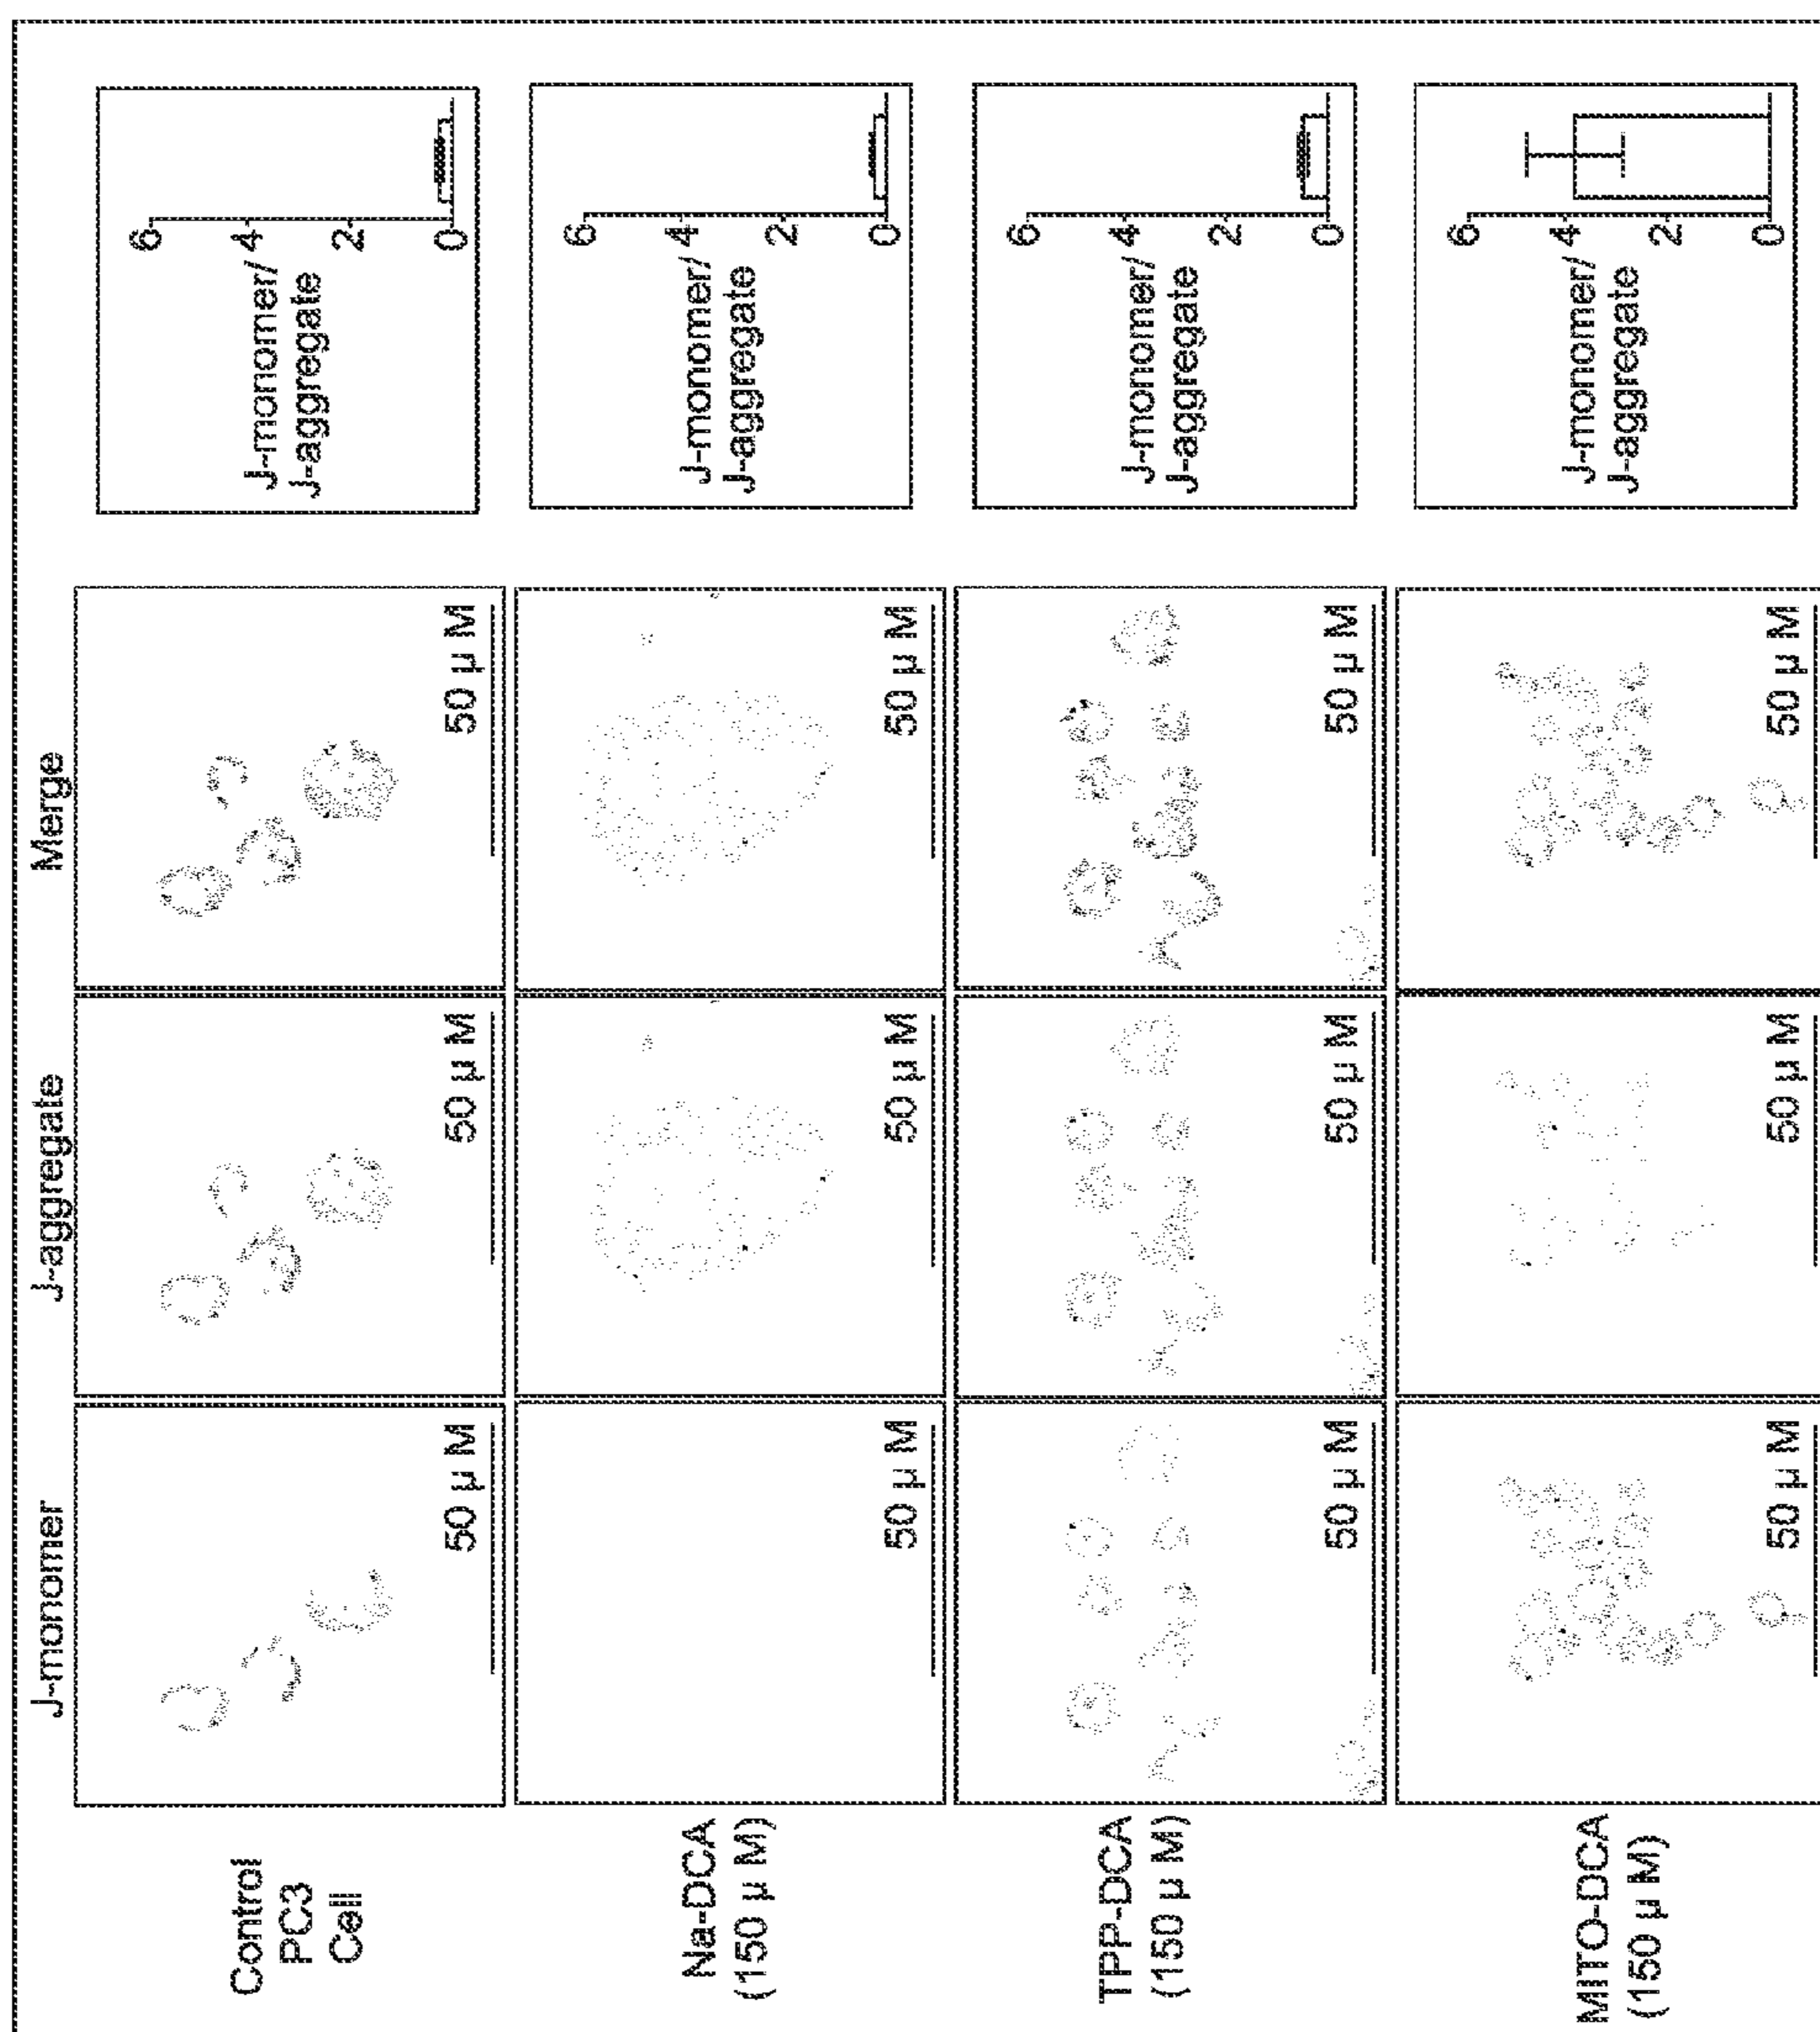 J-monomer
J-aggregate
Merge
Control
PC3
Cell
50 µ M
50 µ M
50 µ M
J-monomer/
J-aggregate
6
4
2
0
Na-DCA
(150 µ M)
50 µ M
50 µ M
50 µ M
J-monomer/
J-aggregate
6
4
2
0
TPP-DCA
(150 µ M)
50 µ M
50 µ M
50 µ M
J-monomer/
J-aggregate
6
4
2
0
MITO-DCA
(150 µ M)
50 µ M
50 µ M
50 µ M
J-monomer/
J-aggregate
6
4
2
0